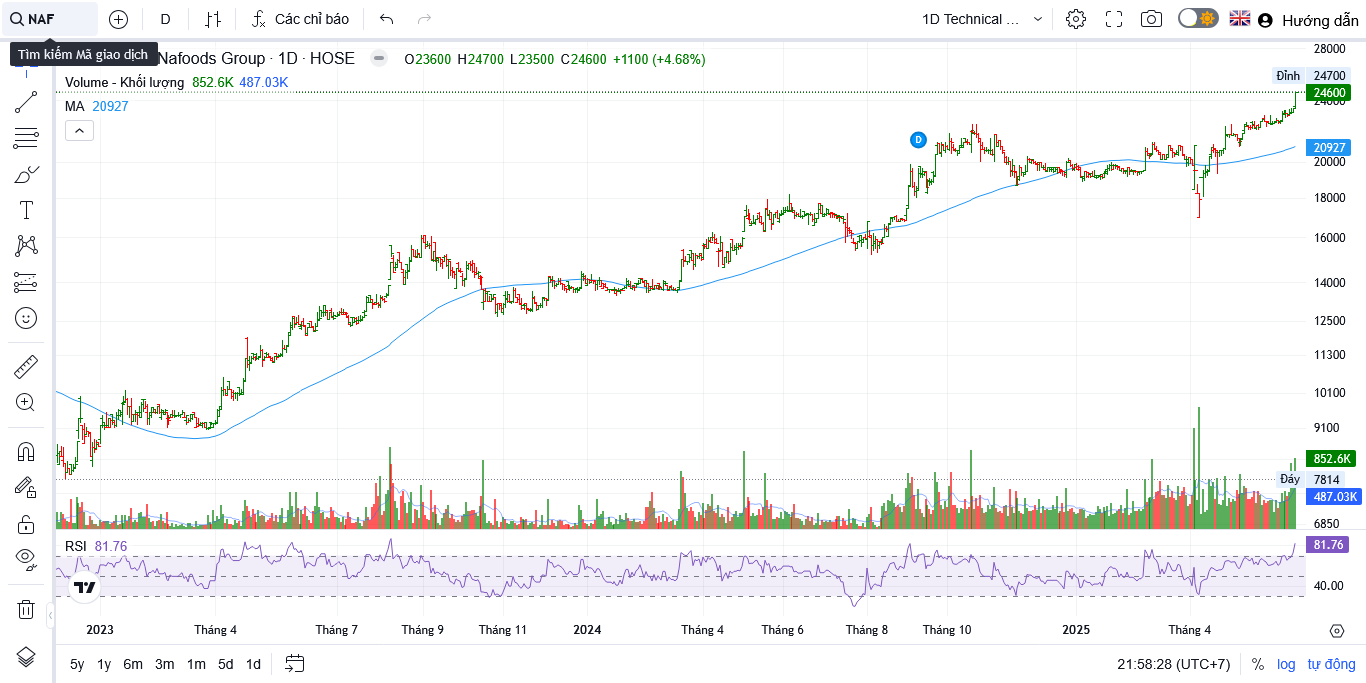 NAF
D
Các chỉ báo
1D Technical ...
Hướng dẫn
Tìm kiếm Mã giao dịch
Nafoods Group · 1D · HOSE
O23600 H24700 L23500 C24600 +1100 (+4.68%)
Volume - Khối lượng 852.6K 487.03K
MA 20927
D
28000
Đỉnh 24700
24600
24000
20927
20000
18000
16000
14000
12500
11300
10100
9100
852.6K
Đáy 7814
487.03K
6850
RSI 81.76
81.76
40.00
2023 Tháng 4 Tháng 7 Tháng 9 Tháng 11 2024 Tháng 4 Tháng 6 Tháng 8 Tháng 10 2025 Tháng 4
5y 1y 6m 3m 1m 5d 1d
21:58:28 (UTC+7) % log tự động